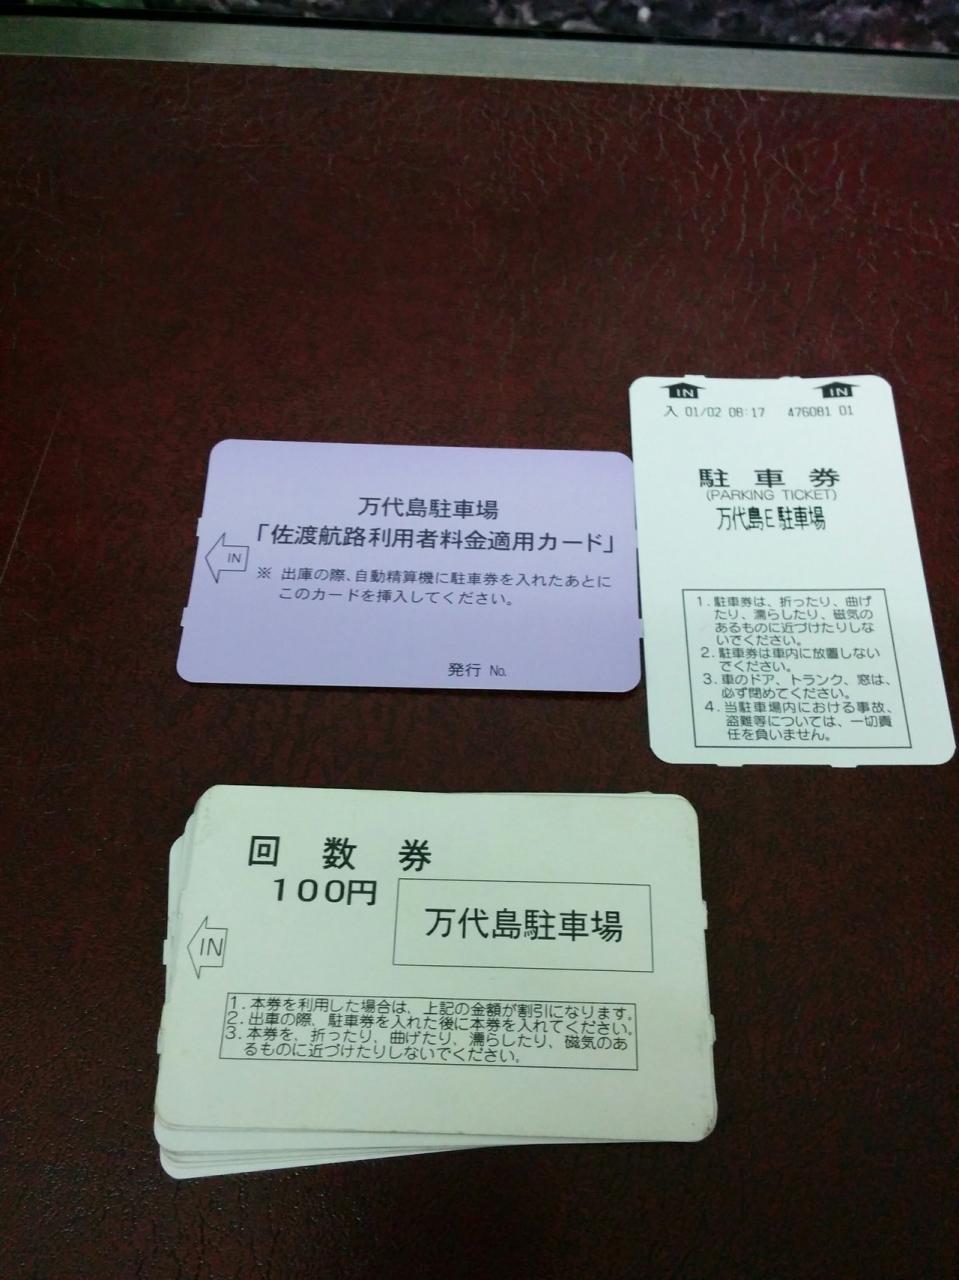 万代島駐車場
「佐渡航路利用者料金適用カード」
IN
※ 出庫の際、自動精算機に駐車券を入れたあとに
このカードを挿入してください。
発行 No.
IN IN
入 01/02 08:17 476081 01
駐車券
(PARKING TICKET)
万代島E駐車場
1.駐車券は、折ったり、曲げ
たり、濡らしたり、磁気の
あるものに近づけたりしな
いでください。
2.駐車券は車内に放置しない
でください。
3.車のドア、トランク、窓は、
必ず閉めてください。
4.当駐車場内における事故、
盗難等については、一切責
任を負いません。
回数券
100円
万代島駐車場
IN
1.本券を利用した場合は、上記の金額が割引になります。
2.出車の際、駐車券を入れた後に本券を入れてください。
3.本券を、折ったり、曲げたり、濡らしたり、磁気のあ
るものに近づけたりしないでください。